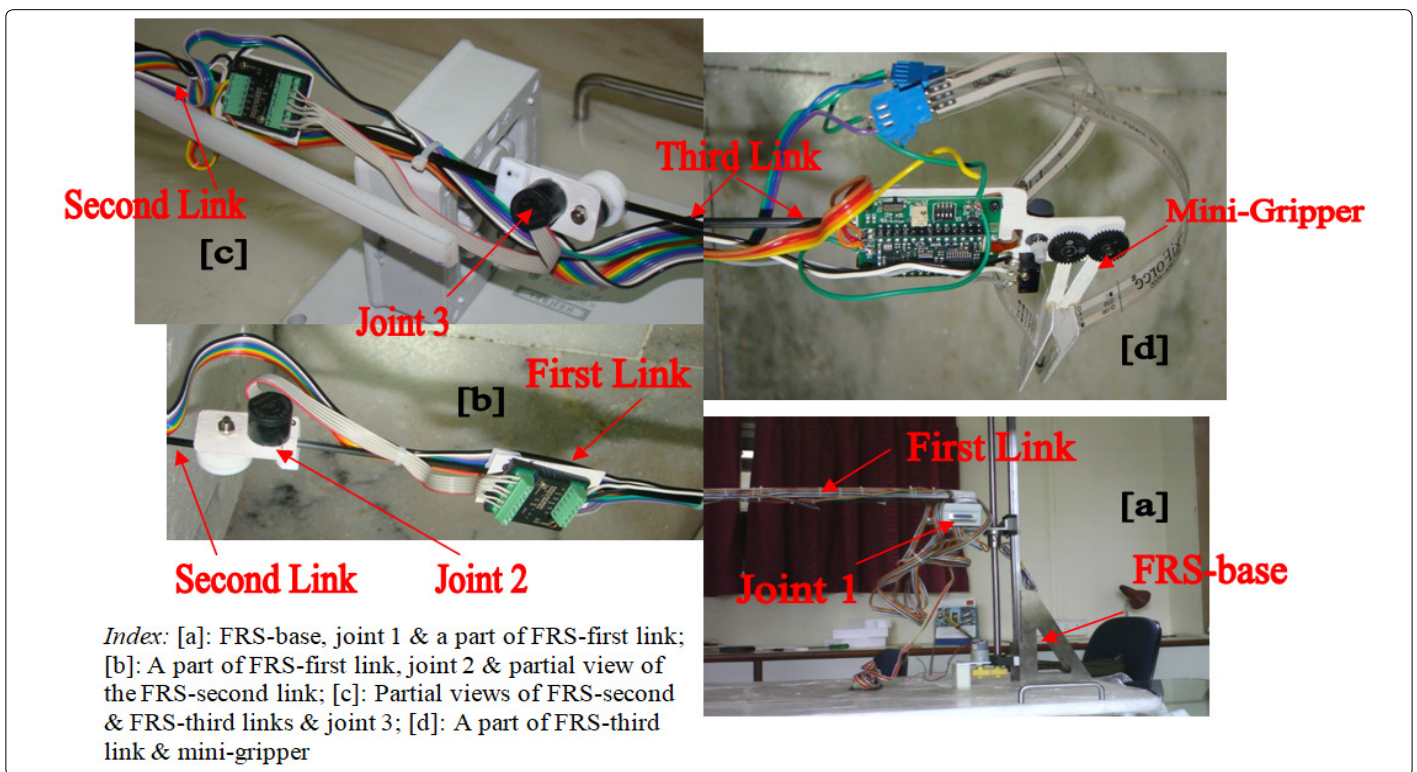 Second Link
[c]
Joint 3
Third Link
Mini-Gripper
[d]
[b]
First Link
Second Link
Joint 2
First Link
[a]
Joint 1
FRS-base
Index: [a]: FRS-base, joint 1 & a part of FRS-first link;
[b]: A part of FRS-first link, joint 2 & partial view of
the FRS-second link; [c]: Partial views of FRS-second
& FRS-third links & joint 3; [d]: A part of FRS-third
link & mini-gripper